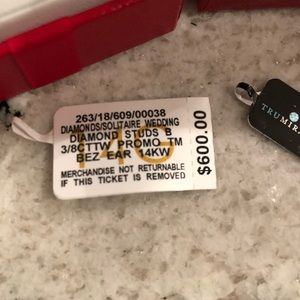 263/18/609/00038
DIAMONDS/SOLITAIRE WEDDING
DIAMOND STUDS B
3/8CTTW PROMO TM
BEZ EAR 14KW
MERCHANDISE NOT RETURNABLE
IF THIS TICKET IS REMOVED
$600.00
TRUMIRA